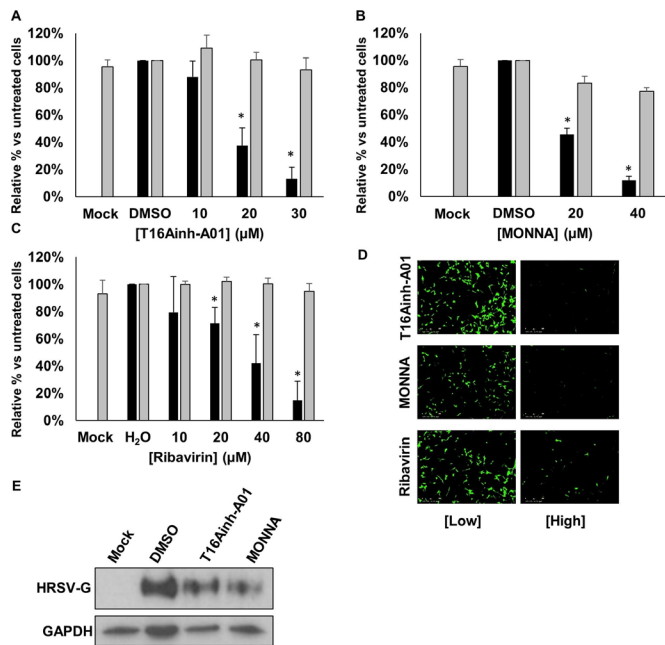 A
120%
100%
80%
60%
40%
20%
0%
Relative % vs untreated cells
*
*
Mock DMSO 10 20 30
[T16Ainh-A01] (μM)
B
120%
100%
80%
60%
40%
20%
0%
Relative % vs untreated cells
*
*
Mock DMSO 20 40
[MONNA] (μM)
C
120%
100%
80%
60%
40%
20%
0%
Relative % vs untreated cells
*
*
*
Mock H2O 10 20 40 80
[Ribavirin] (μM)
D
T16Ainh-A01
MONNA
Ribavirin
[Low] [High]
E
Mock DMSO T16Ainh-A01 MONNA
HRSV-G
GAPDH